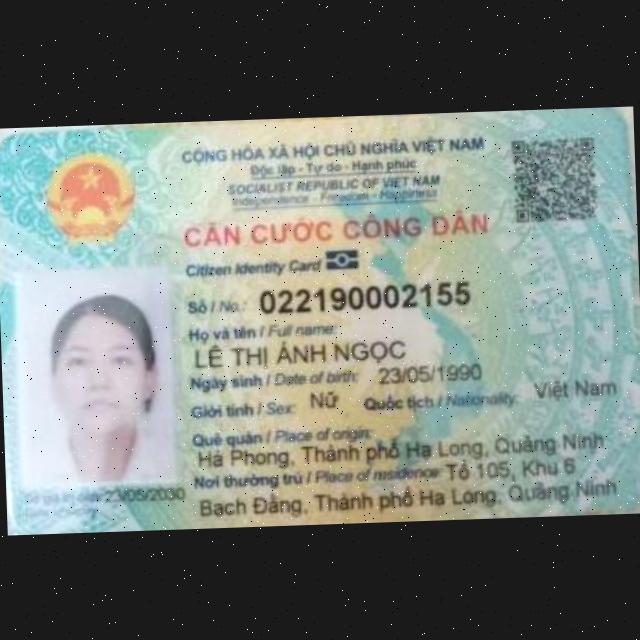 CỘNG HÒA XÃ HỘI CHỦ NGHĨA VIỆT NAM
Độc lập - Tự do - Hạnh phúc
SOCIALIST REPUBLIC OF VIET NAM
Independence - Freedom - Happiness
CĂN CƯỚC CÔNG DÂN
Citizen Identity Card
Số / No.: 022190002155
Họ và tên / Full name:
LÊ THỊ ÁNH NGỌC
Ngày sinh / Date of birth: 23/05/1990
Giới tính / Sex: Nữ Quốc tịch / Nationality: Việt Nam
Quê quán / Place of origin:
Hà Phong, Thành phố Hạ Long, Quảng Ninh
Nơi thường trú / Place of residence: Tổ 105, Khu 6
Bạch Đằng, Thành phố Hạ Long, Quảng Ninh
23/05/2030